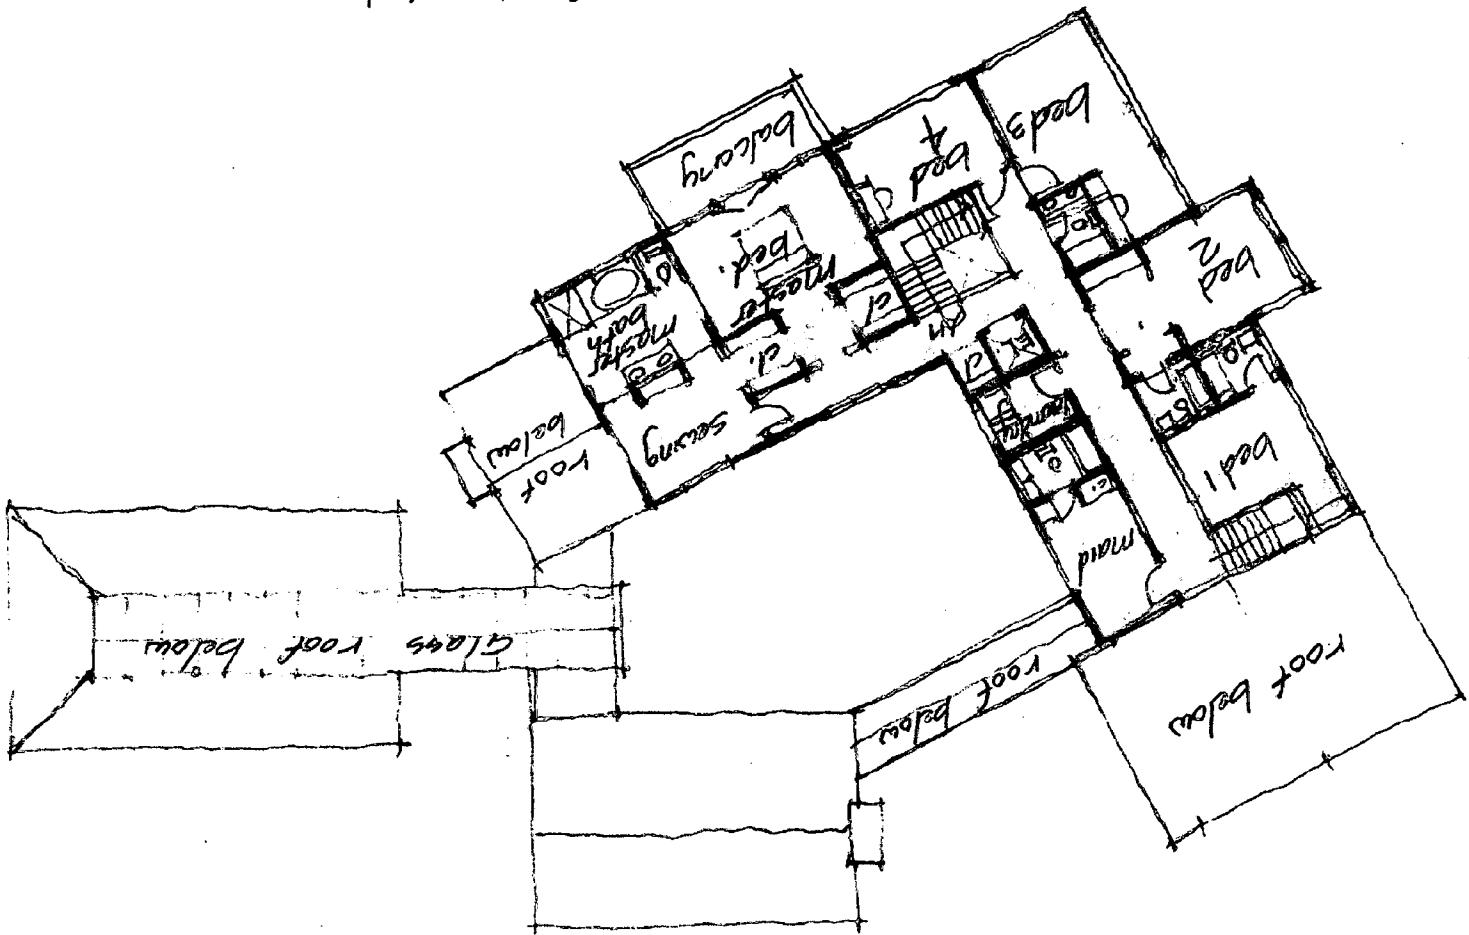 roof below
roof below
Glass roof below
maid
bed 1
c.
laundry
sewing
roof
below
cl
cl.
master
bath
cl
master
bed.
bed
2
bed
4
bed 3
balcony